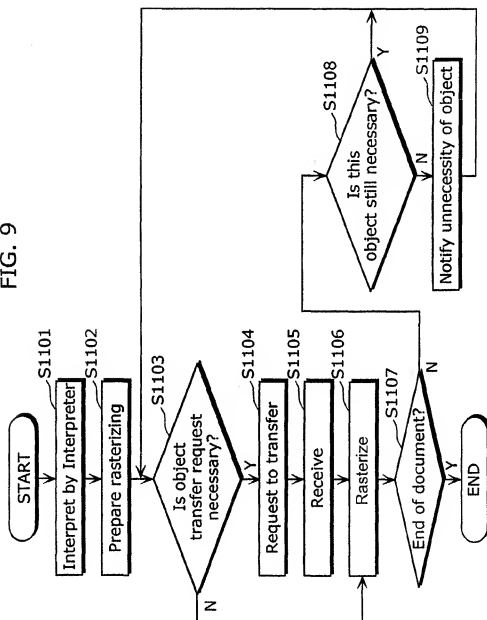 FIG. 9
START
S1101
Interpret by Interpreter
S1102
Prepare rasterizing
S1103
Is object
transfer request
necessary?
N
Y
S1104
Request to transfer
S1105
Receive
S1106
Rasterize
S1107
End of document?
N
Y
END
S1108
Is this
object still necessary?
Y
N
S1109
Notify unnecessity of object